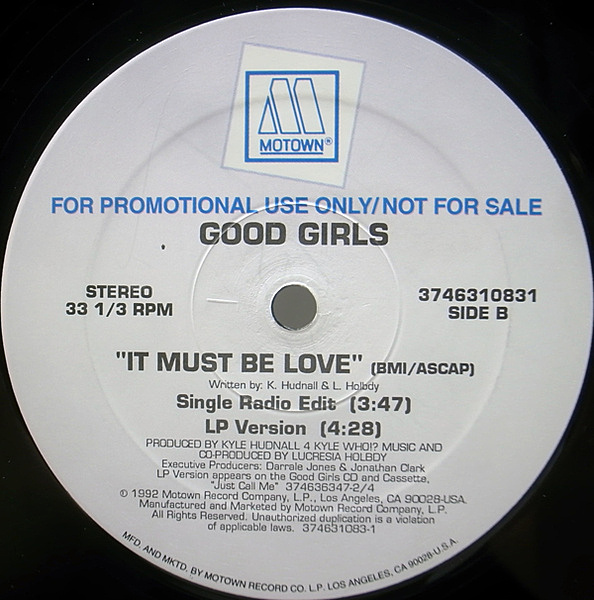 MOTOWN®
FOR PROMOTIONAL USE ONLY/NOT FOR SALE
GOOD GIRLS
STEREO
33 1/3 RPM
3746310831
SIDE B
"IT MUST BE LOVE" (BMI/ASCAP)
Written by: K. Hudnall & L. Holbdy
Single Radio Edit (3:47)
LP Version (4:28)
PRODUCED BY KYLE HUDNALL 4 KYLE WHO!? MUSIC AND
CO-PRODUCED BY LUCRESIA HOLBDY
Executive Producers: Darrale Jones & Jonathan Clark
LP Version appears on the Good Girls CD and Cassette,
"Just Call Me" 374636347-2/4
© 1992 Motown Record Company, L.P., Los Angeles, CA 90028-USA.
Manufactured and Marketed by Motown Record Company, L.P.
All Rights Reserved. Unauthorized duplication is a violation
of applicable laws. 374631083-1
MFD. AND MKTD. BY MOTOWN RECORD CO. L.P. LOS ANGELES, CA 90028-U.S.A.